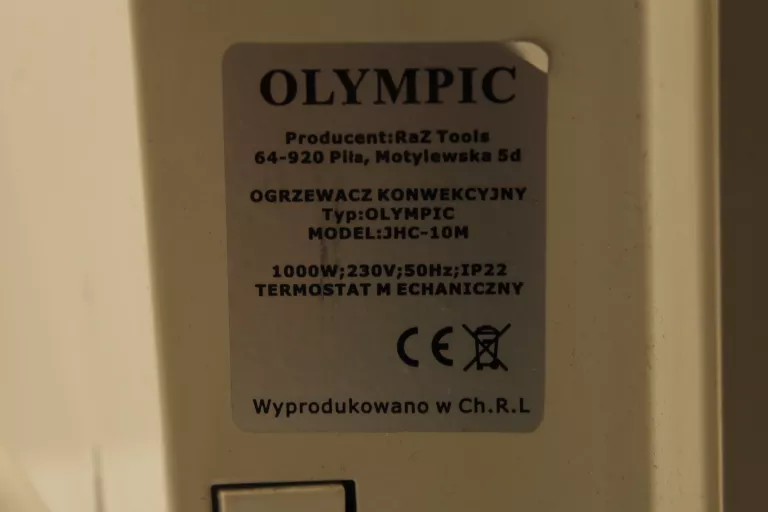 OLYMPIC
Producent:RaZ Tools
64-920 Piła, Motylewska 5d
OGRZEWACZ KONWEKCYJNY
Typ:OLYMPIC
MODEL:JHC-10M
1000W;230V;50Hz;IP22
TERMOSTAT M ECHANICZNY
CE
Wyprodukowano w Ch.R.L